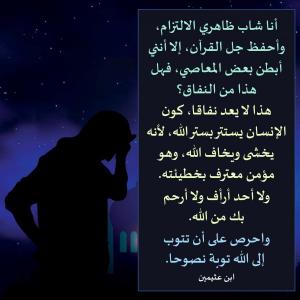 أنا شاب ظاهري الالتزام،
وأحفظ جل القرآن، إلا أنني
أبطن بعض المعاصي، فهل
هذا من النفاق؟
هذا لا يعد نفاقا، كون
الإنسان يستتر بستر الله، لأنه
يخشى ويخاف الله، وهو
مؤمن معترف بخطيئته.
ولا أحد أرأف ولا أرحم
بك من الله.
واحرص على أن تتوب
إلى الله توبة نصوحا.
ابن عثيمين